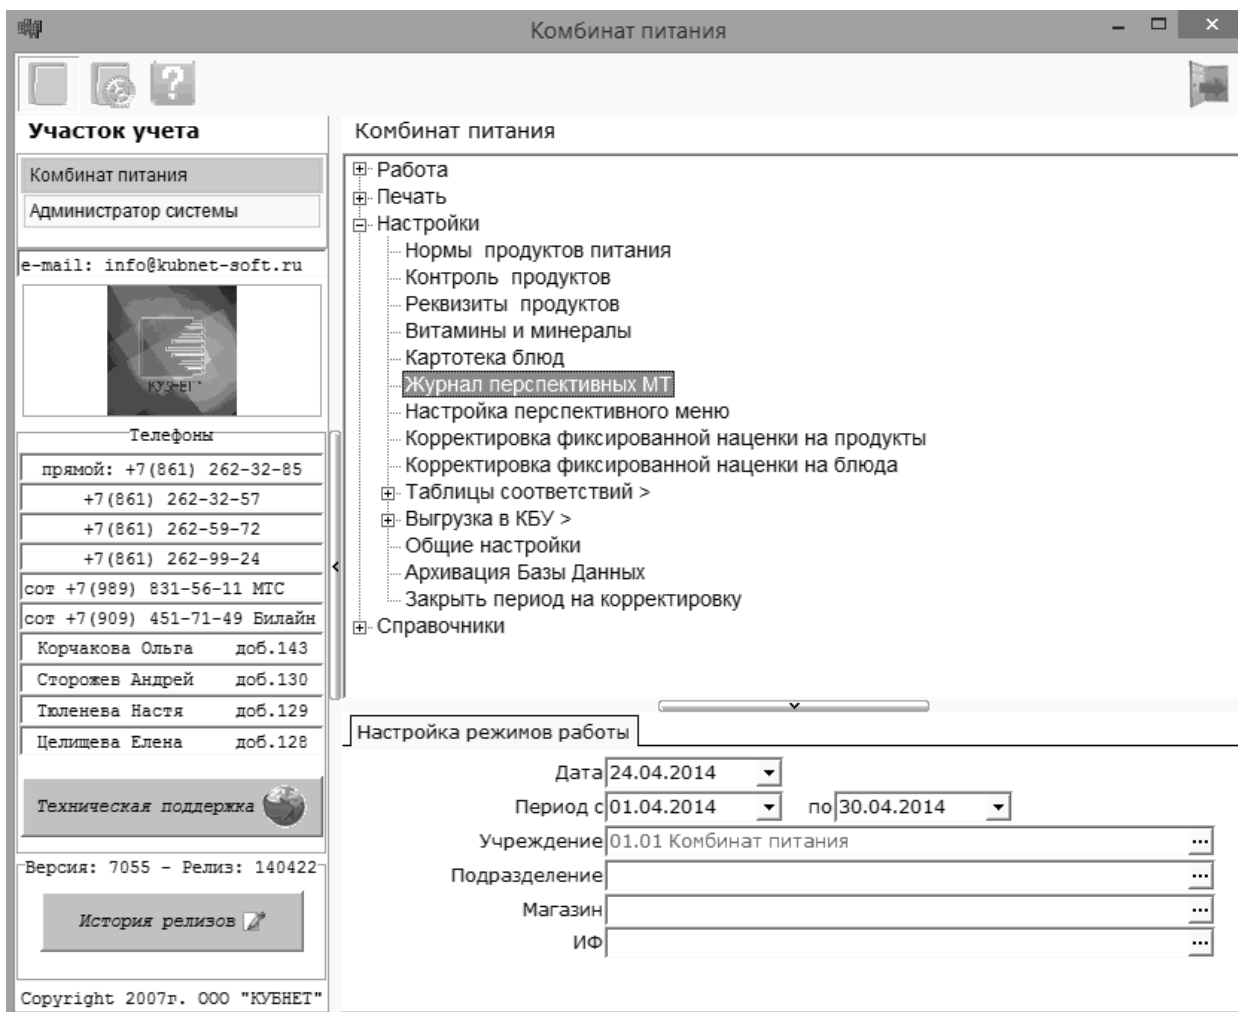 Комбинат питания
Участок учета
Комбинат питания
Администратор системы
e-mail: info@kubnet-soft.ru
Телефоны
прямой: +7(861) 262-32-85
+7(861) 262-32-57
+7(861) 262-59-72
+7(861) 262-99-24
сот +7(989) 831-56-11 МТС
сот +7(909) 451-71-49 Билайн
Корчакова Ольга доб.143
Сторожев Андрей доб.130
Тюленева Настя доб.129
Целищева Елена доб.128
Техническая поддержка
Версия: 7055 - Релиз: 140422
История релизов
Copyright 2007г. ООО "КУБНЕТ"
Комбинат питания
Работа
Печать
Настройки
Нормы продуктов питания
Контроль продуктов
Реквизиты продуктов
Витамины и минералы
Картотека блюд
Журнал перспективных МТ
Настройка перспективного меню
Корректировка фиксированной наценки на продукты
Корректировка фиксированной наценки на блюда
Таблицы соответствий >
Выгрузка в КБУ >
Общие настройки
Архивация Базы Данных
Закрыть период на корректировку
Справочники
Настройка режимов работы
Дата 24.04.2014
Период с 01.04.2014 по 30.04.2014
Учреждение 01.01 Комбинат питания ...
Подразделение ...
Магазин ...
ИФ ...